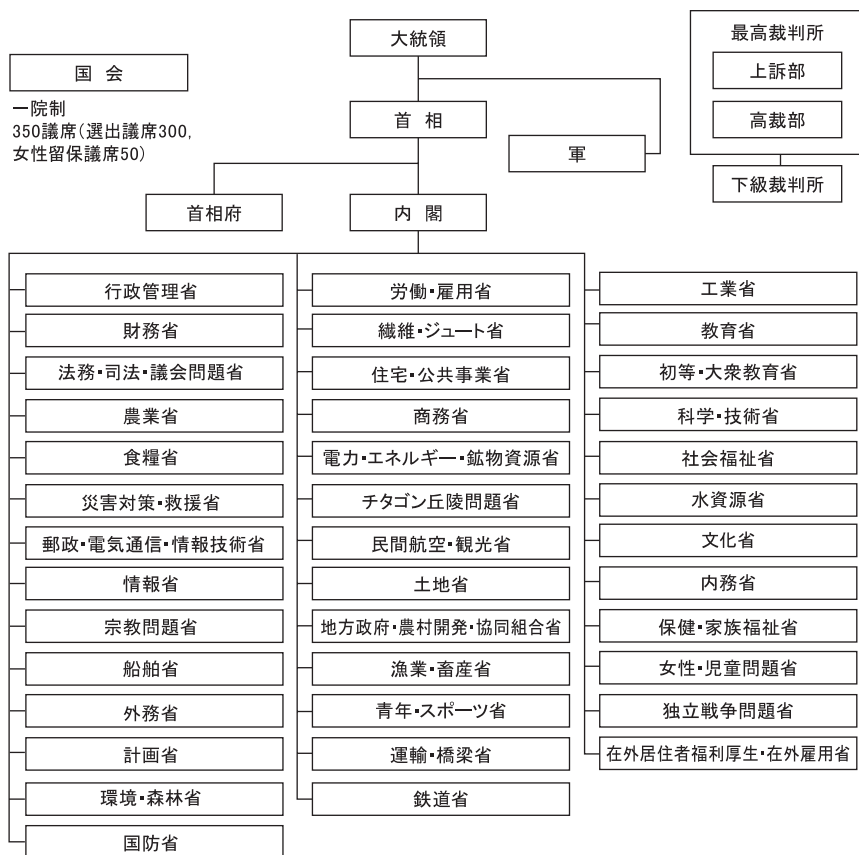 大統領
国 会
一院制
350議席(選出議席300,
女性留保議席50)
首 相
軍
首相府
内 閣
最高裁判所
上訴部
高裁部
下級裁判所
行政管理省
財務省
法務・司法・議会問題省
農業省
食糧省
災害対策・救援省
郵政・電気通信・情報技術省
情報省
宗教問題省
船舶省
外務省
計画省
環境・森林省
国防省
労働・雇用省
繊維・ジュート省
住宅・公共事業省
商務省
電力・エネルギー・鉱物資源省
チタゴン丘陵問題省
民間航空・観光省
土地省
地方政府・農村開発・協同組合省
漁業・畜産省
青年・スポーツ省
運輸・橋梁省
鉄道省
工業省
教育省
初等・大衆教育省
科学・技術省
社会福祉省
水資源省
文化省
内務省
保健・家族福祉省
女性・児童問題省
独立戦争問題省
在外居住者福利厚生・在外雇用省